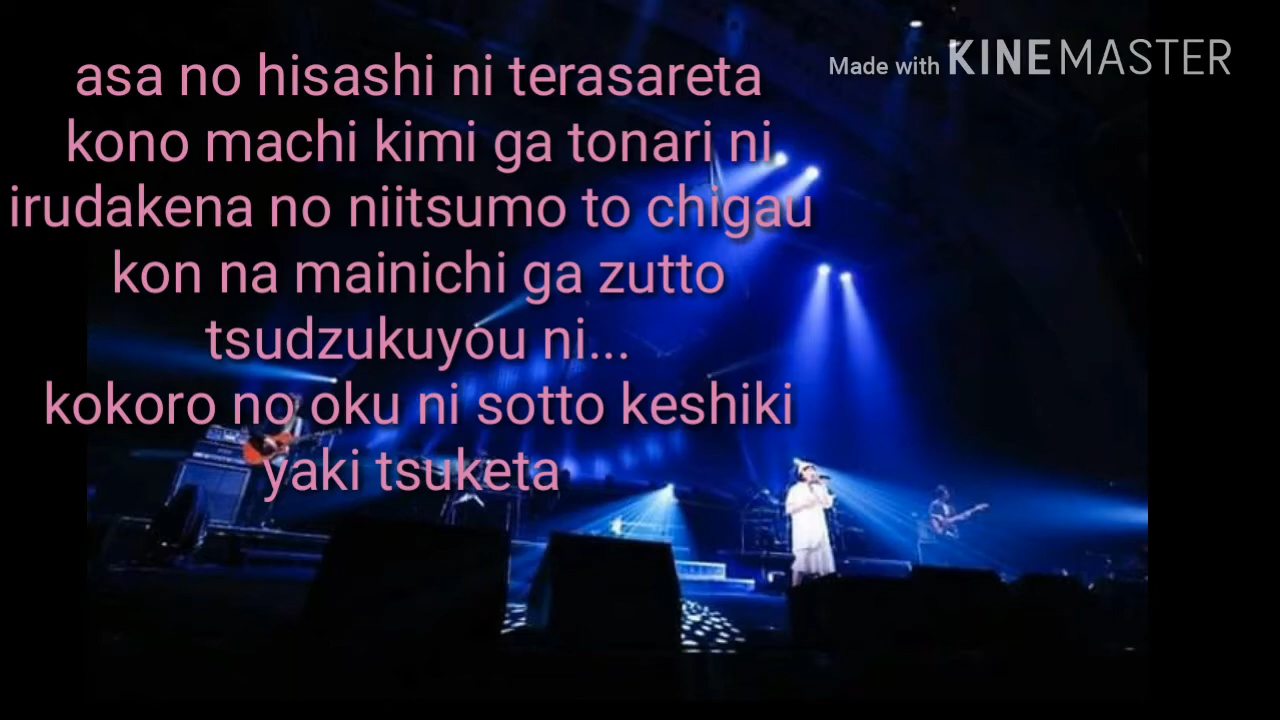 Made with KINEMASTER
asa no hisashi ni terasareta
kono machi kimi ga tonari ni
irudakena no niitsumo to chigau
kon na mainichi ga zutto
tsudzukuyou ni...
kokoro no oku ni sotto keshiki
yaki tsuketa